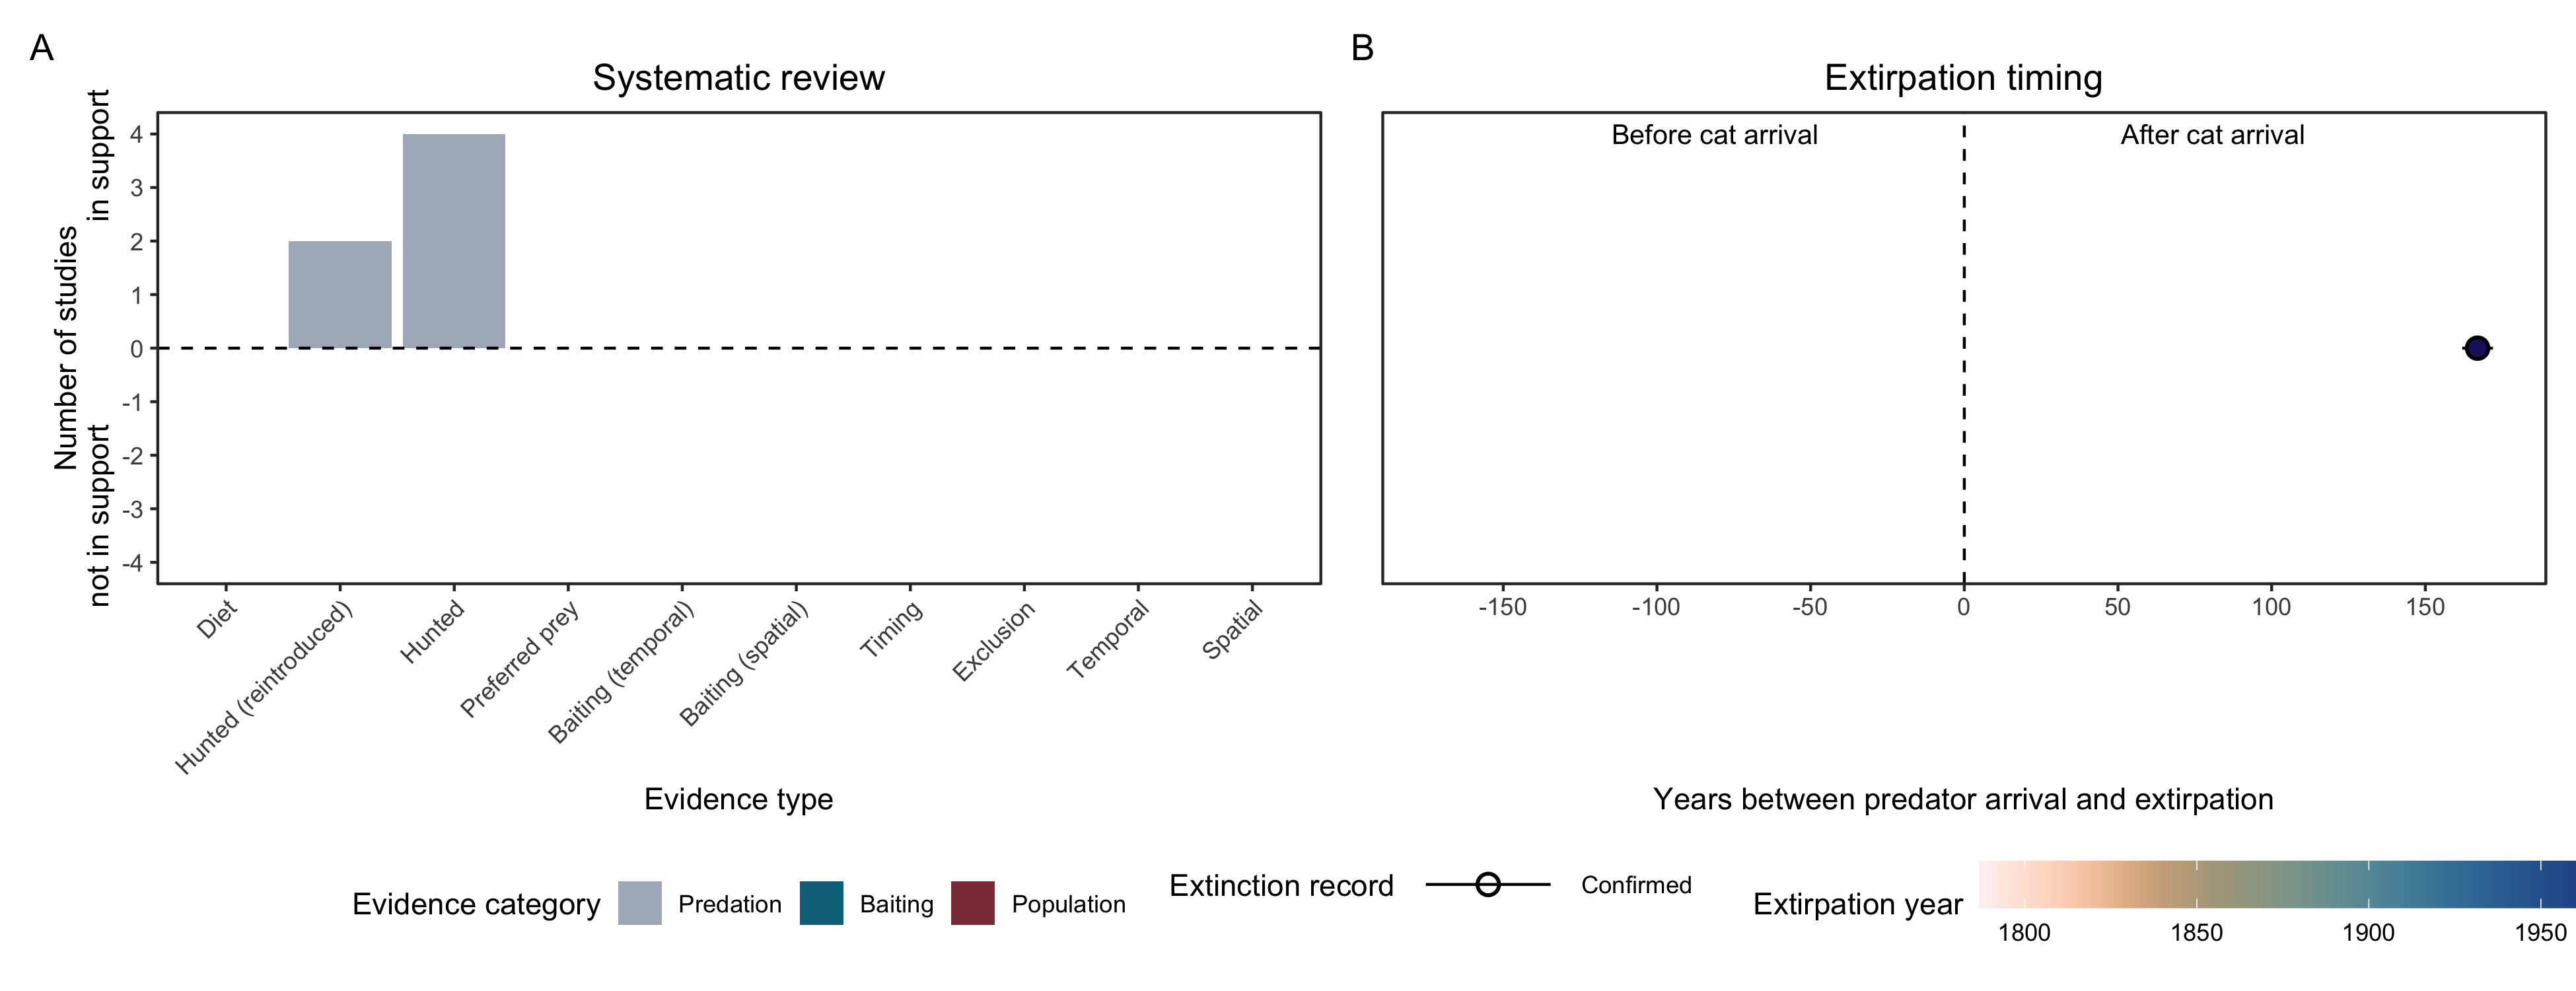 A
Systematic review
Number of studies
not in support
in support
4
3
2
1
0
-1
-2
-3
-4
Diet
Hunted (reintroduced)
Hunted
Preferred prey
Baiting (temporal)
Baiting (spatial)
Timing
Exclusion
Temporal
Spatial
Evidence type
Evidence category
Predation
Baiting
Population
B
Extirpation timing
Before cat arrival
After cat arrival
-150
-100
-50
0
50
100
150
Years between predator arrival and extirpation
Extinction record
Confirmed
Extirpation year
1800
1850
1900
1950